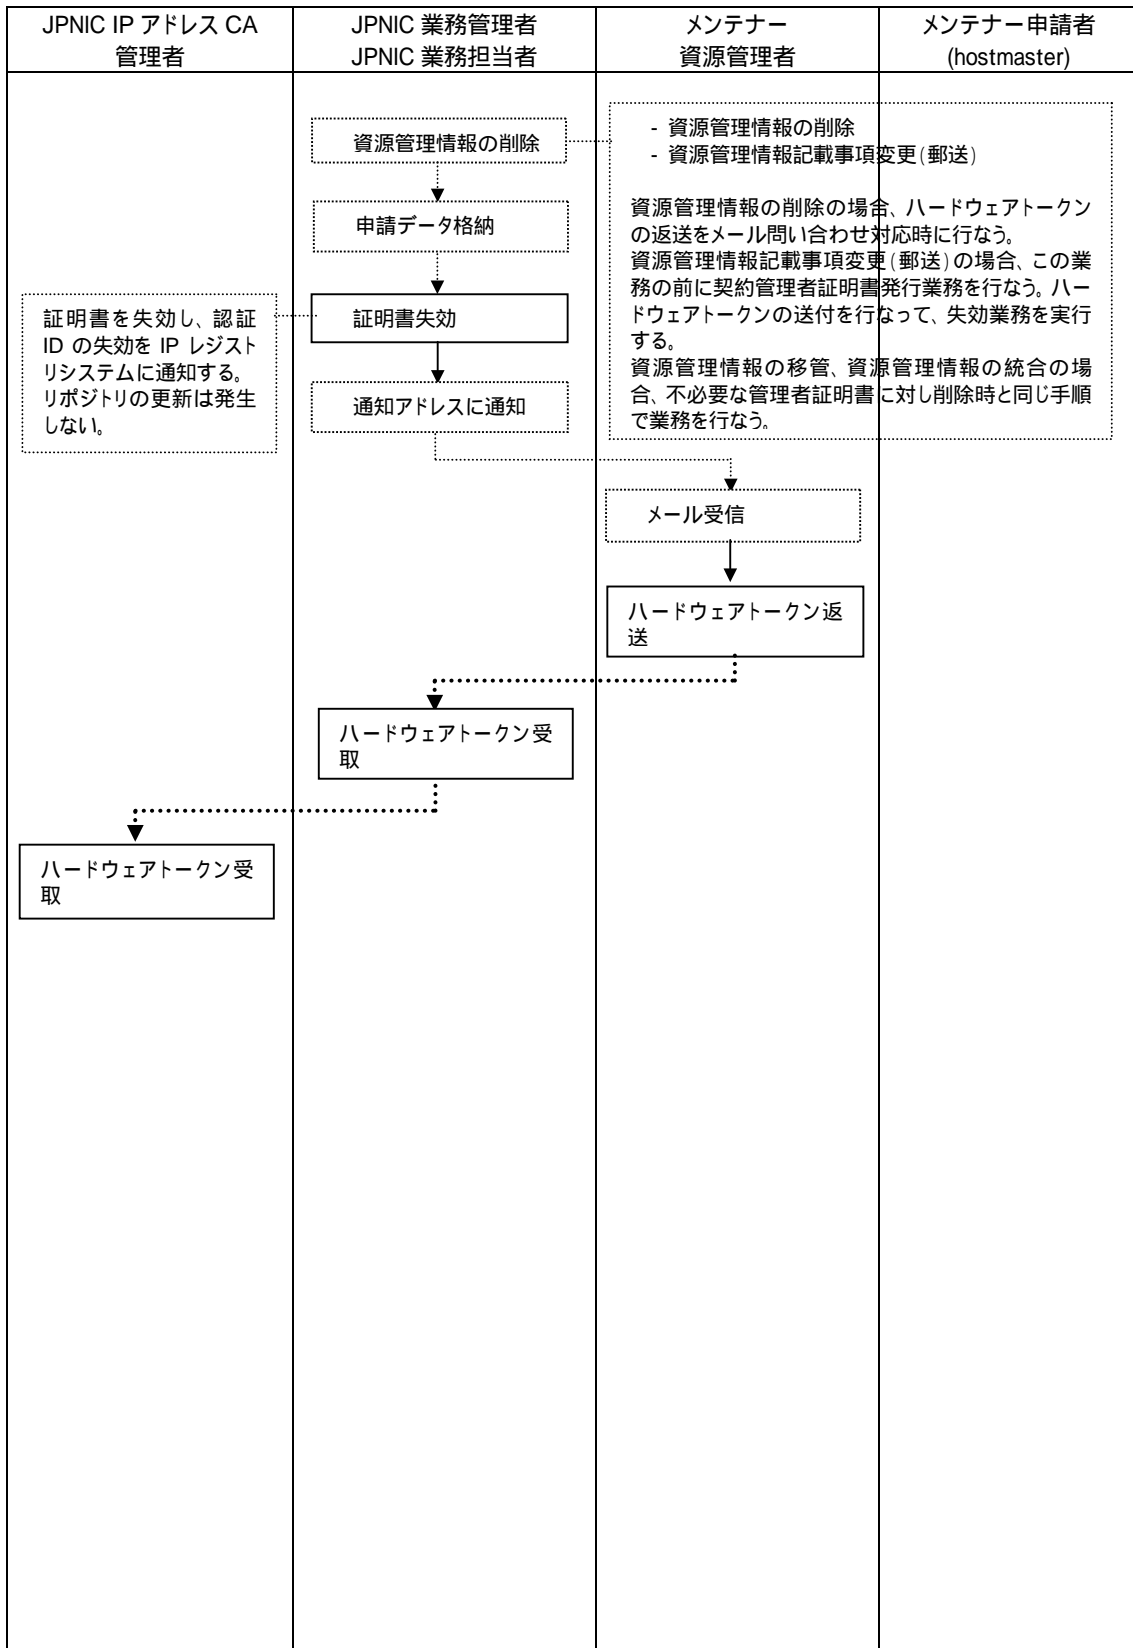 JPNIC IP アドレス CA
管理者
JPNIC 業務管理者
JPNIC 業務担当者
メンテナー
資源管理者
メンテナー申請者
(hostmaster)
資源管理情報の削除
- 資源管理情報の削除
- 資源管理情報記載事項変更(郵送)
資源管理情報の削除の場合、ハードウェアトークン
の返送をメール問い合わせ対応時に行なう。
資源管理情報記載事項変更(郵送)の場合、この業
務の前に契約管理者証明書発行業務を行なう。ハー
ドウェアトークンの送付を行なって、失効業務を実行
する。
資源管理情報の移管、資源管理情報の統合の場
合、不必要な管理者証明書に対し削除時と同じ手順
で業務を行なう。
申請データ格納
証明書を失効し、認証
ID の失効を IP レジスト
リシステムに通知する。
リポジトリの更新は発生
しない。
証明書失効
通知アドレスに通知
メール受信
ハードウェアトークン返
送
ハードウェアトークン受
取
ハードウェアトークン受
取